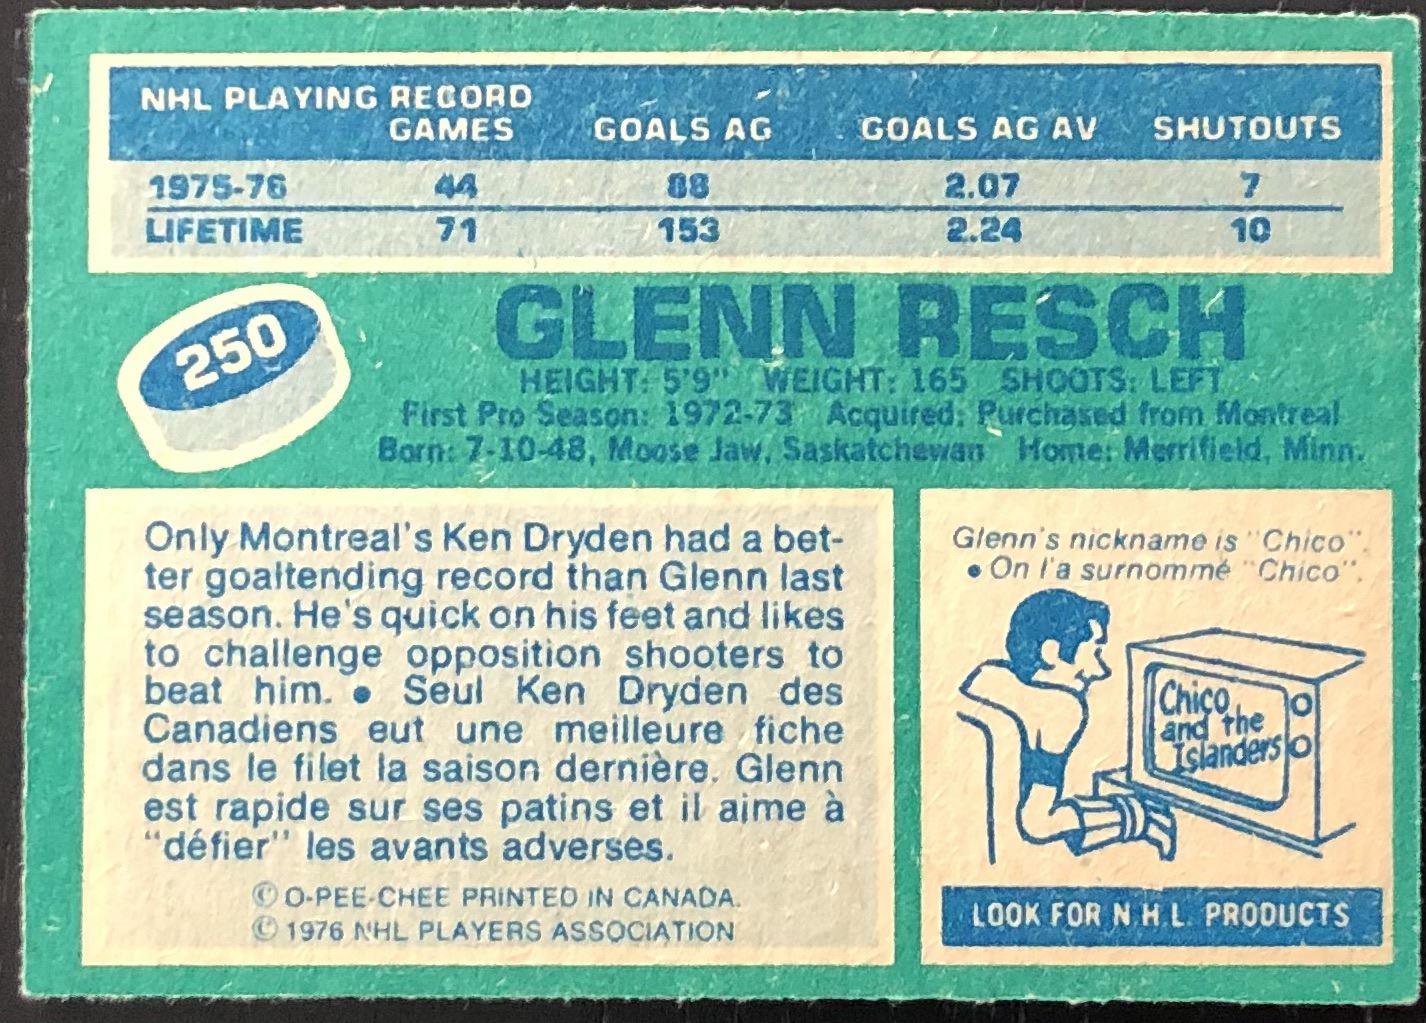 NHL PLAYING RECORD
GAMES GOALS AG GOALS AG AV SHUTOUTS
1975-76 44 88 2.07 7
LIFETIME 71 153 2.24 10
250
GLENN RESCH
HEIGHT: 5'9" WEIGHT: 165 SHOOTS: LEFT
First Pro Season: 1972-73 Acquired: Purchased from Montreal
Born: 7-10-48, Moose Jaw, Saskatchewan Home: Merrifield, Minn.
Only Montreal's Ken Dryden had a bet-
ter goaltending record than Glenn last
season. He's quick on his feet and likes
to challenge opposition shooters to
beat him. ● Seul Ken Dryden des
Canadiens eut une meilleure fiche
dans le filet la saison dernière. Glenn
est rapide sur ses patins et il aime à
"défier" les avants adverses.
© O-PEE-CHEE PRINTED IN CANADA.
© 1976 NHL PLAYERS ASSOCIATION
Glenn's nickname is "Chico".
● On l'a surnommé "Chico".
Chico
and the
Islanders
LOOK FOR N H L PRODUCTS